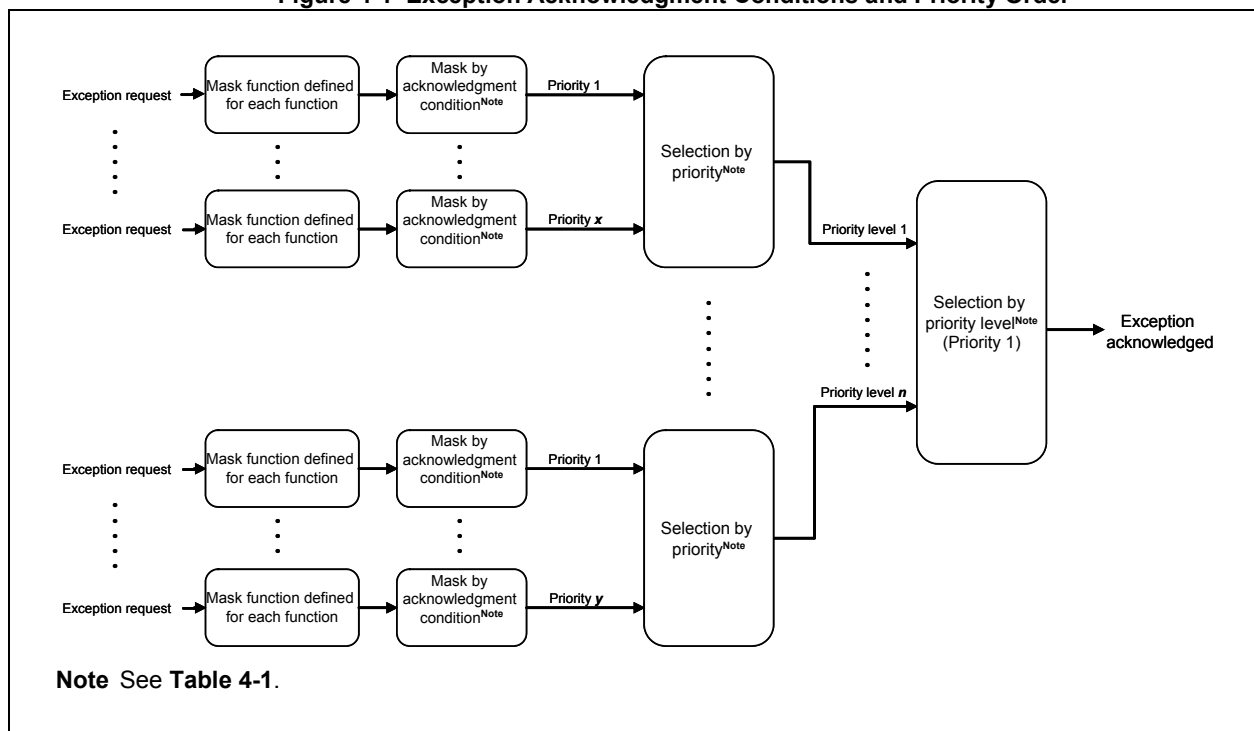 Figure 4-1 Exception Acknowledgment Conditions and Priority Order
Exception request
Mask function defined
for each function
Mask by
acknowledgment
conditionNote
Priority 1
Exception request
Mask function defined
for each function
Mask by
acknowledgment
conditionNote
Priority x
Selection by
priorityNote
Priority level 1
Exception request
Mask function defined
for each function
Mask by
acknowledgment
conditionNote
Priority 1
Exception request
Mask function defined
for each function
Mask by
acknowledgment
conditionNote
Priority y
Selection by
priorityNote
Priority level n
Selection by
priority levelNote
(Priority 1)
Exception
acknowledged
Note See Table 4-1.